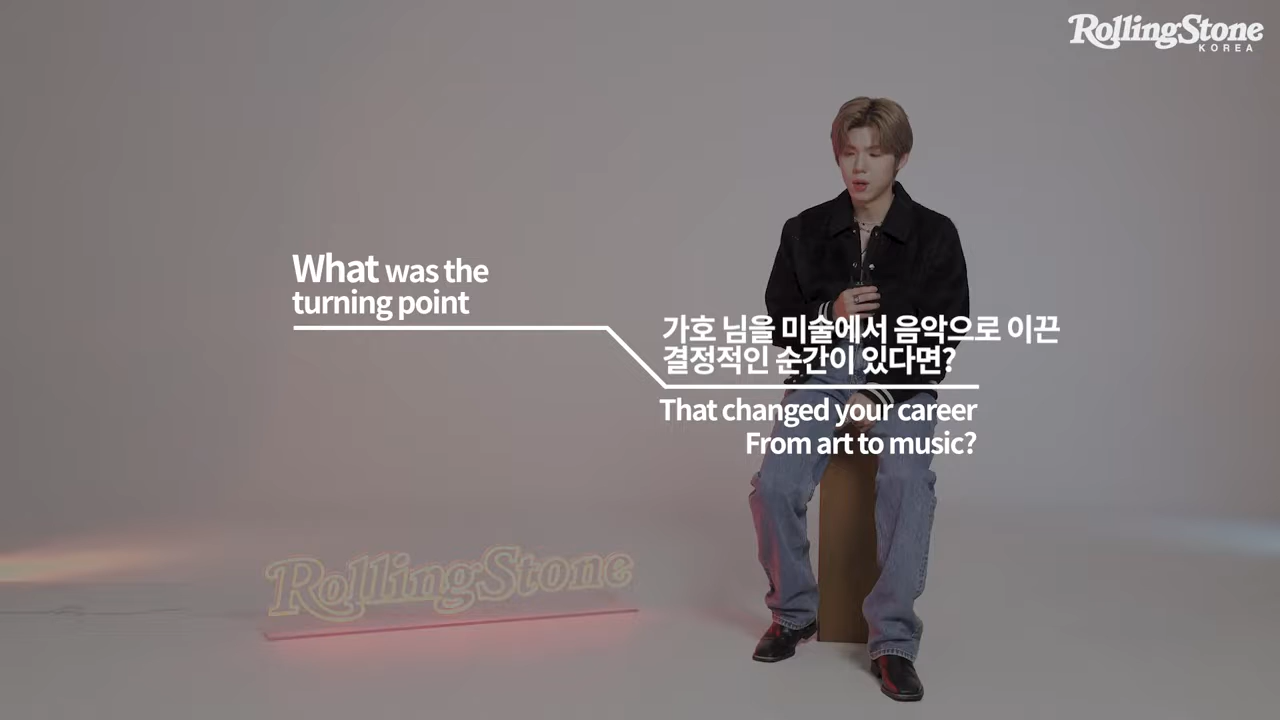 RollingStone
KOREA
What was the
turning point
가호 님을 미술에서 음악으로 이끈
결정적인 순간이 있다면?
That changed your career
From art to music?
RollingStone